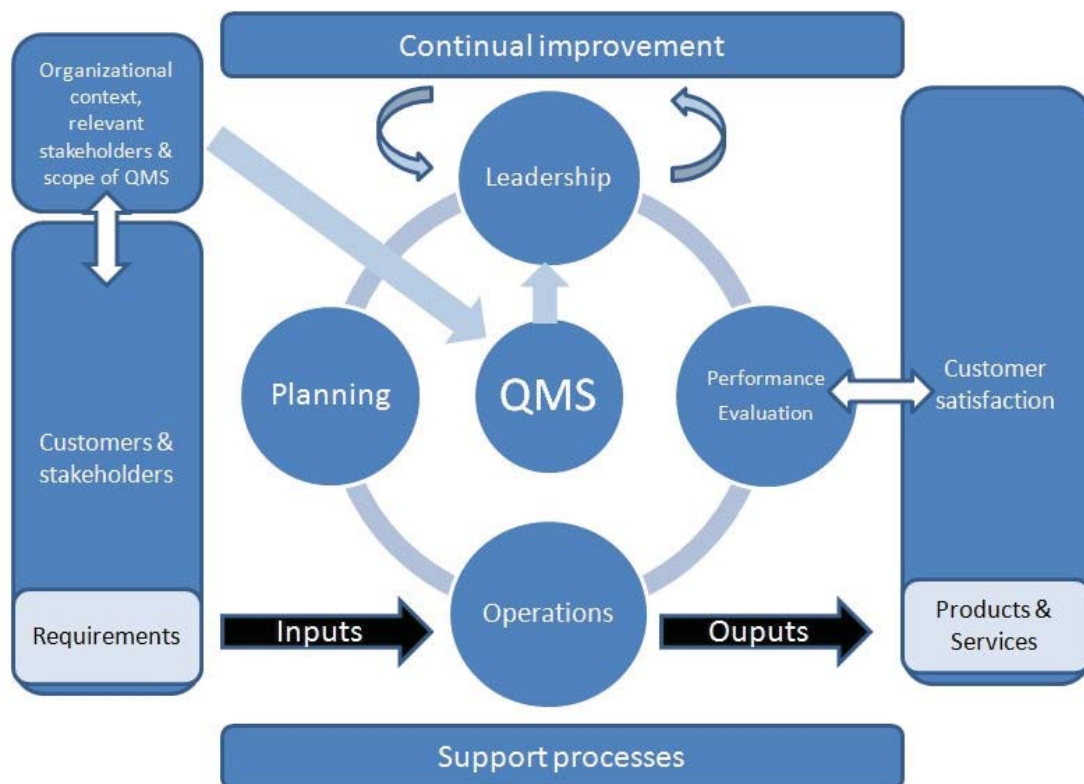 Continual improvement
Organizational
context,
relevant
stakeholders &
scope of QMS
Leadership
Planning
QMS
Performance
Evaluation
Customer
satisfaction
Customers &
stakeholders
Requirements
Inputs
Operations
Ouputs
Products &
Services
Support processes